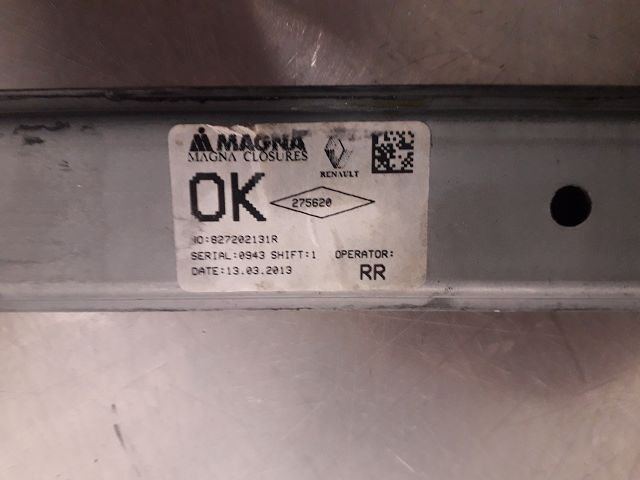 MAGNA
MAGNA CLOSURES
RENAULT
OK
275620
ID:827202131R
SERIAL:0943 SHIFT:1 OPERATOR:
DATE:13.03.2013 RR